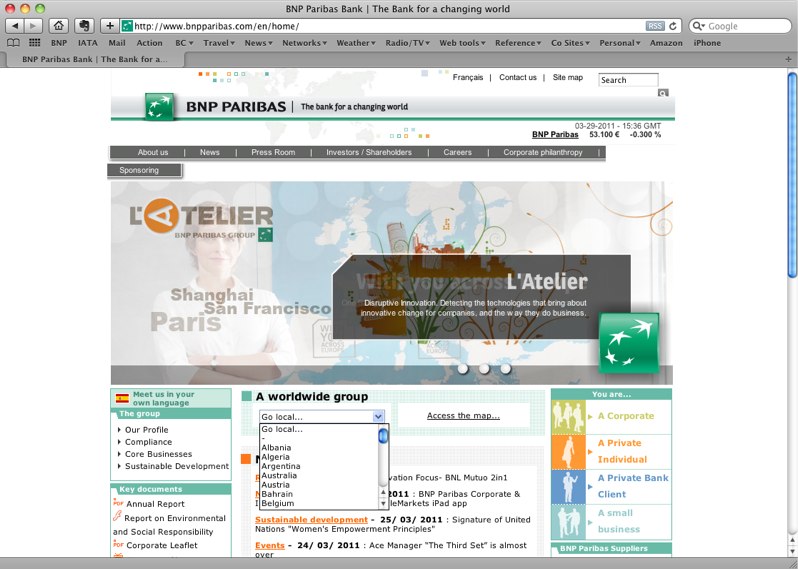 BNP Paribas Bank | The Bank for a changing world
http://www.bnpparibas.com/en/home/
RSS
Google
BNP IATA Mail Action BC Travel News Networks Weather Radio/TV Web tools Reference Co Sites Personal Amazon iPhone
BNP Paribas Bank | The Bank for a...
Français | Contact us | Site map
Search
BNP PARIBAS | The bank for a changing world
03-29-2011 - 15:36 GMT
BNP Paribas 53.100 € -0.300 %
About us | News | Press Room | Investors / Shareholders | Careers | Corporate philanthropy |
Sponsoring
L'ATELIER
BNP PARIBAS GROUP
Shanghai
San Francisco
Paris
With you across
L'Atelier
Disruptive Innovation. Detecting the technologies that bring about
innovative change for companies, and the way they do business.
Meet us in your
own language
The group
Our Profile
Compliance
Core Businesses
Sustainable Development
Key documents
Annual Report
Report on Environmental
and Social Responsibility
Corporate Leaflet
A worldwide group
Go local...
Go local...
-
Albania
Algeria
Argentina
Australia
Austria
Bahrain
Belgium
Access the map...
vation Focus- BNL Mutuo 2in1
2011 : BNP Paribas Corporate &
leMarkets iPad app
Sustainable development - 25/ 03/ 2011 : Signature of United
Nations "Women's Empowerment Principles"
Events - 24/ 03/ 2011 : Ace Manager “The Third Set” is almost
over
You are...
A Corporate
A Private
Individual
A Private Bank
Client
A small
business
BNP Paribas Suppliers